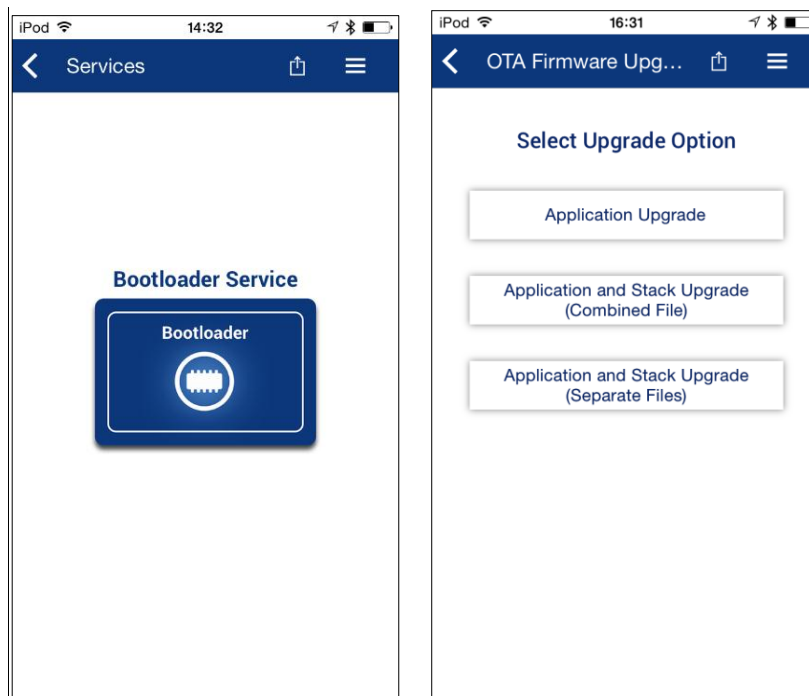 iPod 14:32
Services
Bootloader Service
Bootloader
iPod 16:31
OTA Firmware Upg...
Select Upgrade Option
Application Upgrade
Application and Stack Upgrade
(Combined File)
Application and Stack Upgrade
(Separate Files)